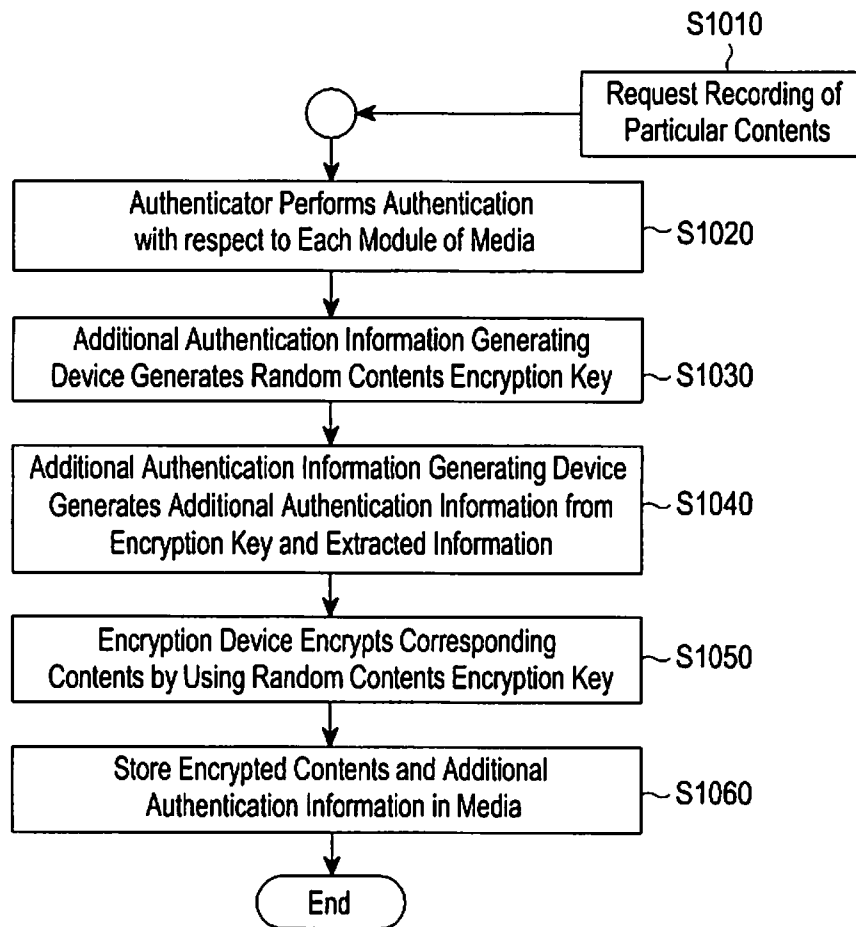 S1010
Request Recording of
Particular Contents
Authenticator Performs Authentication
with respect to Each Module of Media
S1020
Additional Authentication Information Generating
Device Generates Random Contents Encryption Key
S1030
Additional Authentication Information Generating Device
Generates Additional Authentication Information from
Encryption Key and Extracted Information
S1040
Encryption Device Encrypts Corresponding
Contents by Using Random Contents Encryption Key
S1050
Store Encrypted Contents and Additional
Authentication Information in Media
S1060
End